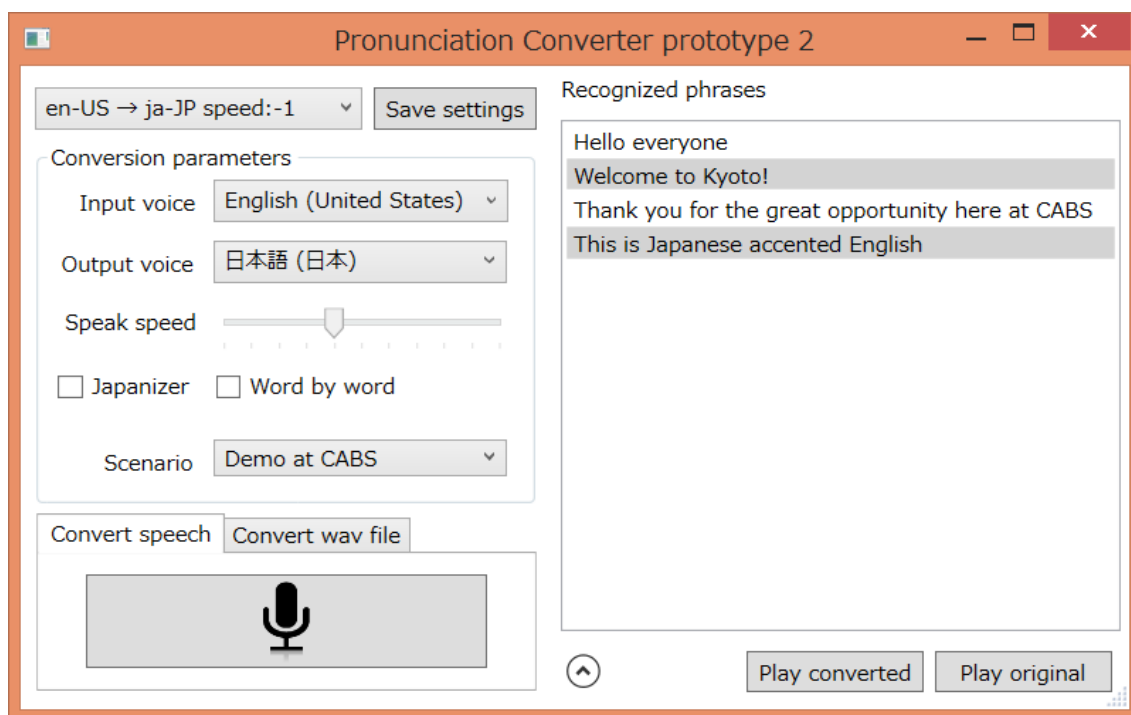 Pronunciation Converter prototype 2
en-US → ja-JP speed:-1
Save settings
Conversion parameters
Input voice
English (United States)
Output voice
日本語 (日本)
Speak speed
Japanizer
Word by word
Scenario
Demo at CABS
Convert speech
Convert wav file
Recognized phrases
Hello everyone
Welcome to Kyoto!
Thank you for the great opportunity here at CABS
This is Japanese accented English
Play converted
Play original